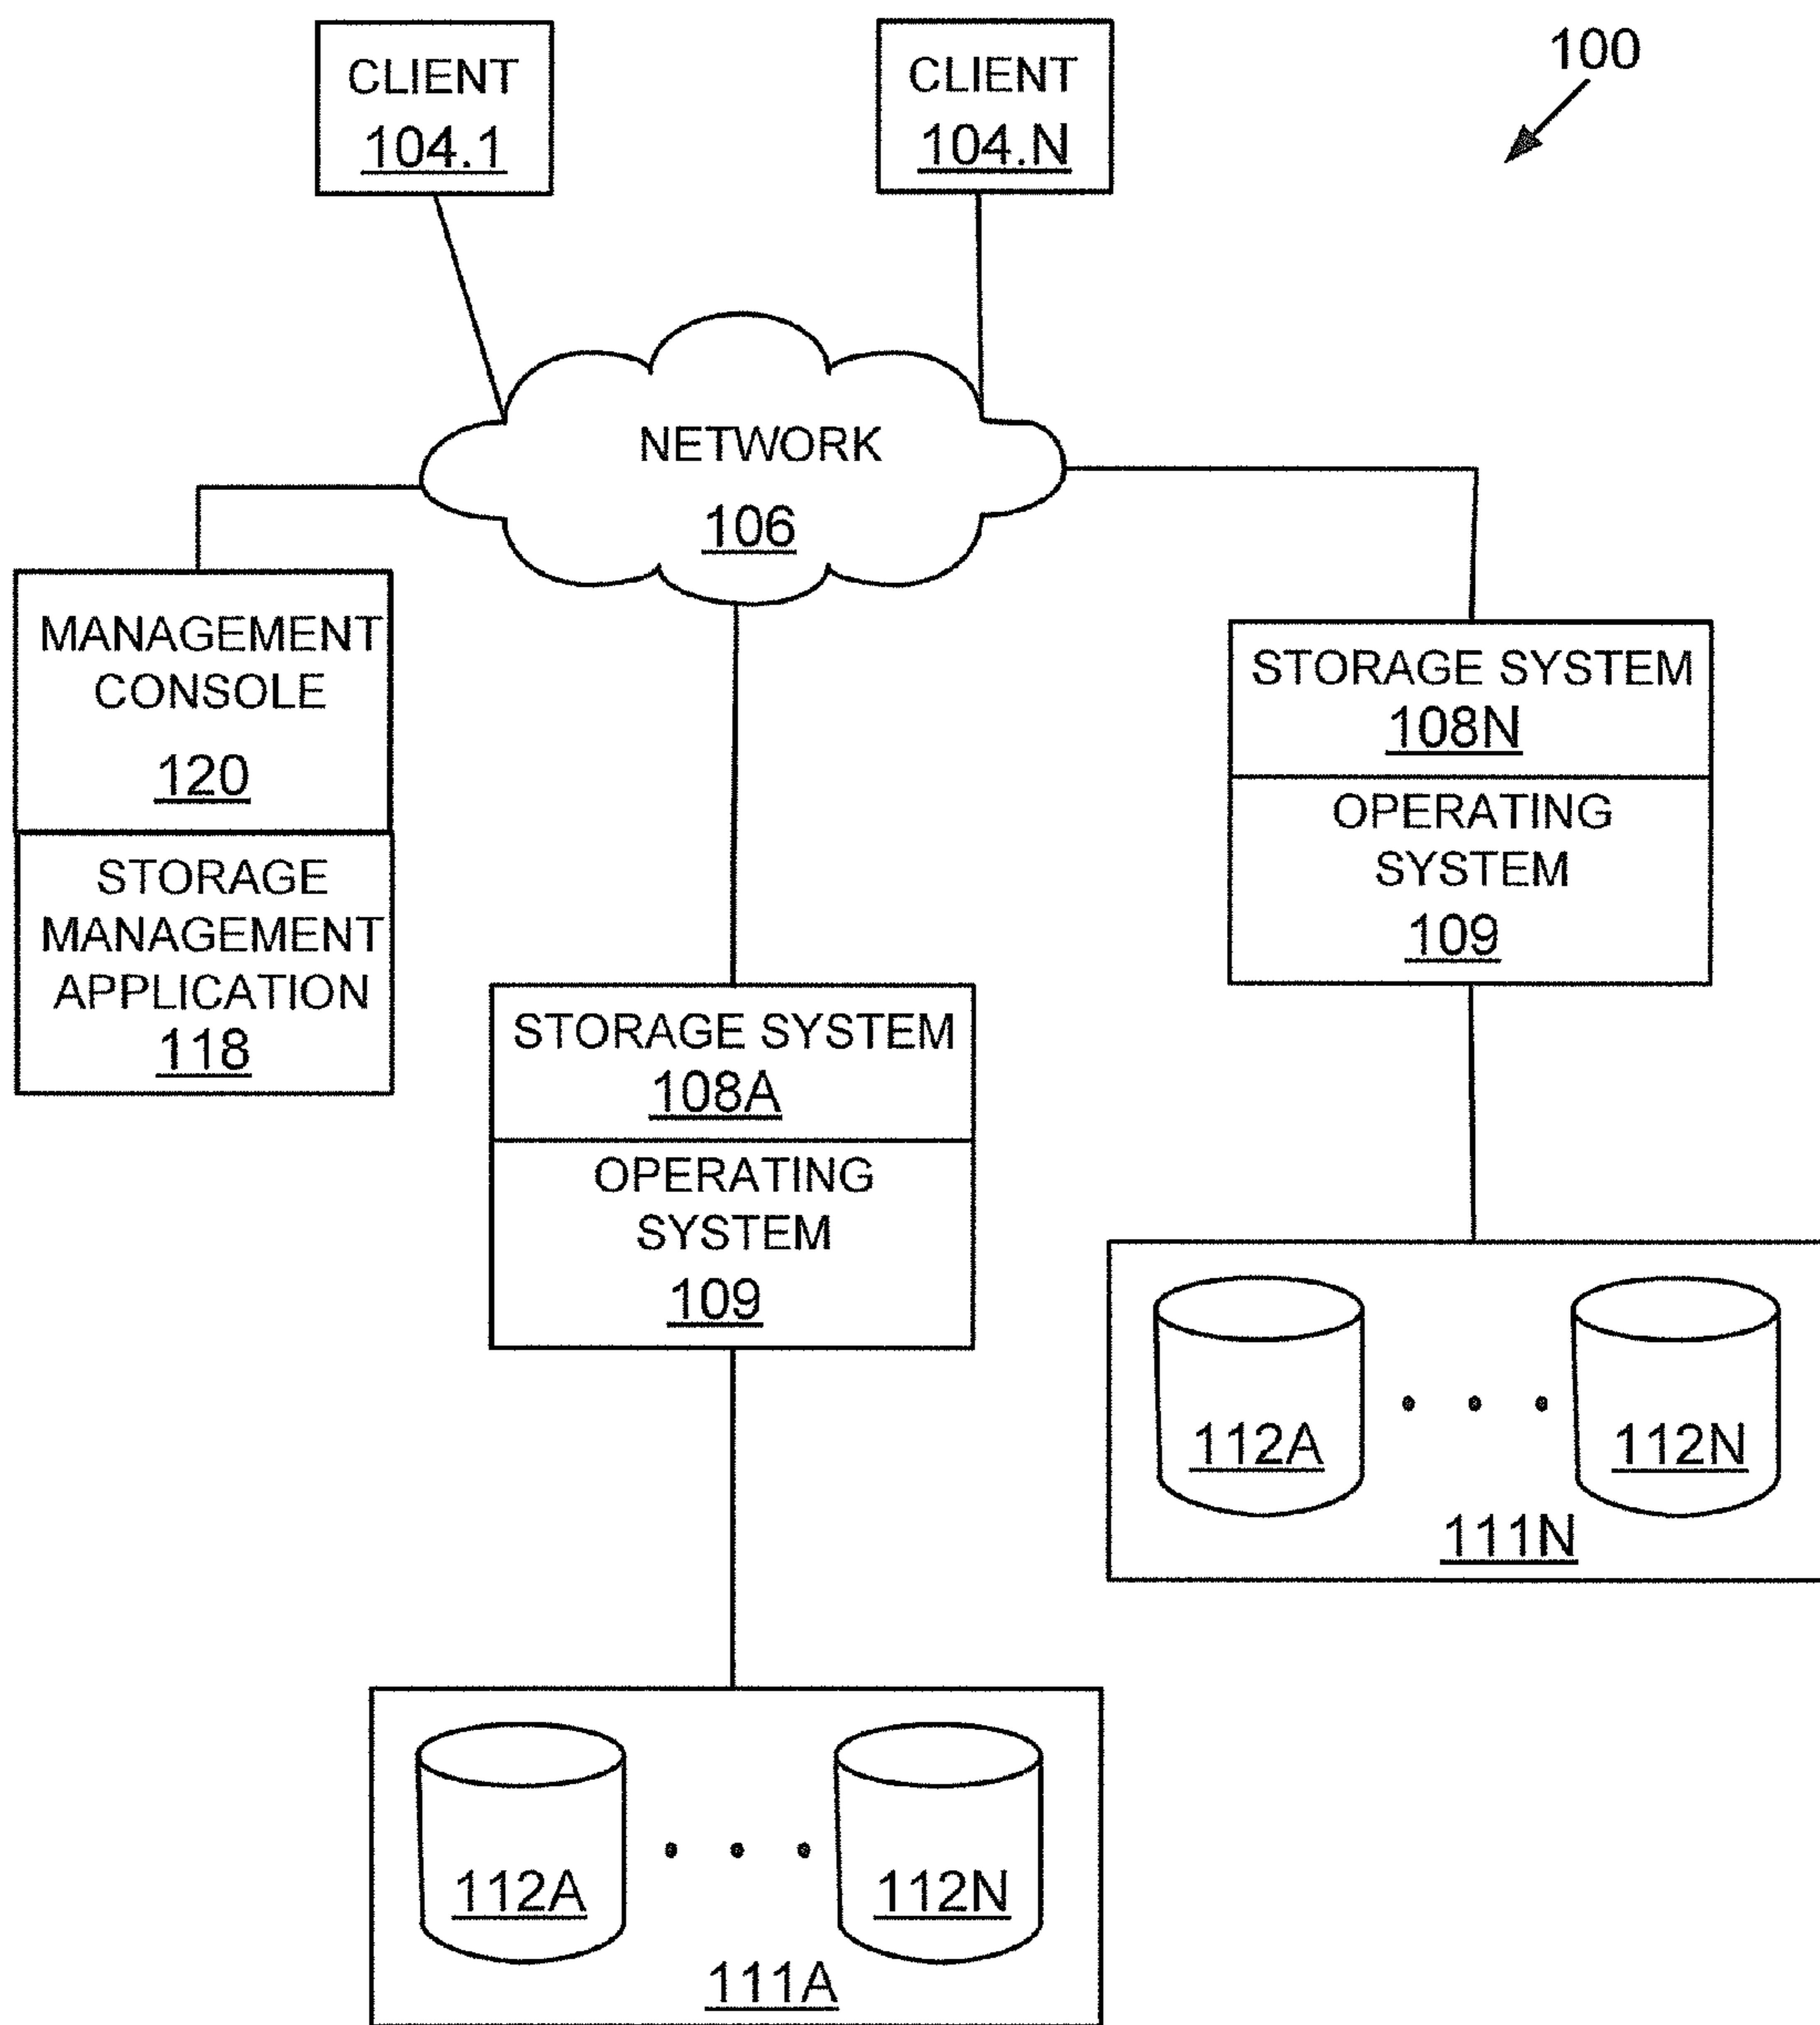 CLIENT
104.1
CLIENT
104.N
100
NETWORK
106
MANAGEMENT
CONSOLE
120
STORAGE
MANAGEMENT
APPLICATION
118
STORAGE SYSTEM
108A
OPERATING
SYSTEM
109
STORAGE SYSTEM
108N
OPERATING
SYSTEM
109
112A
112N
111N
112A
112N
111A